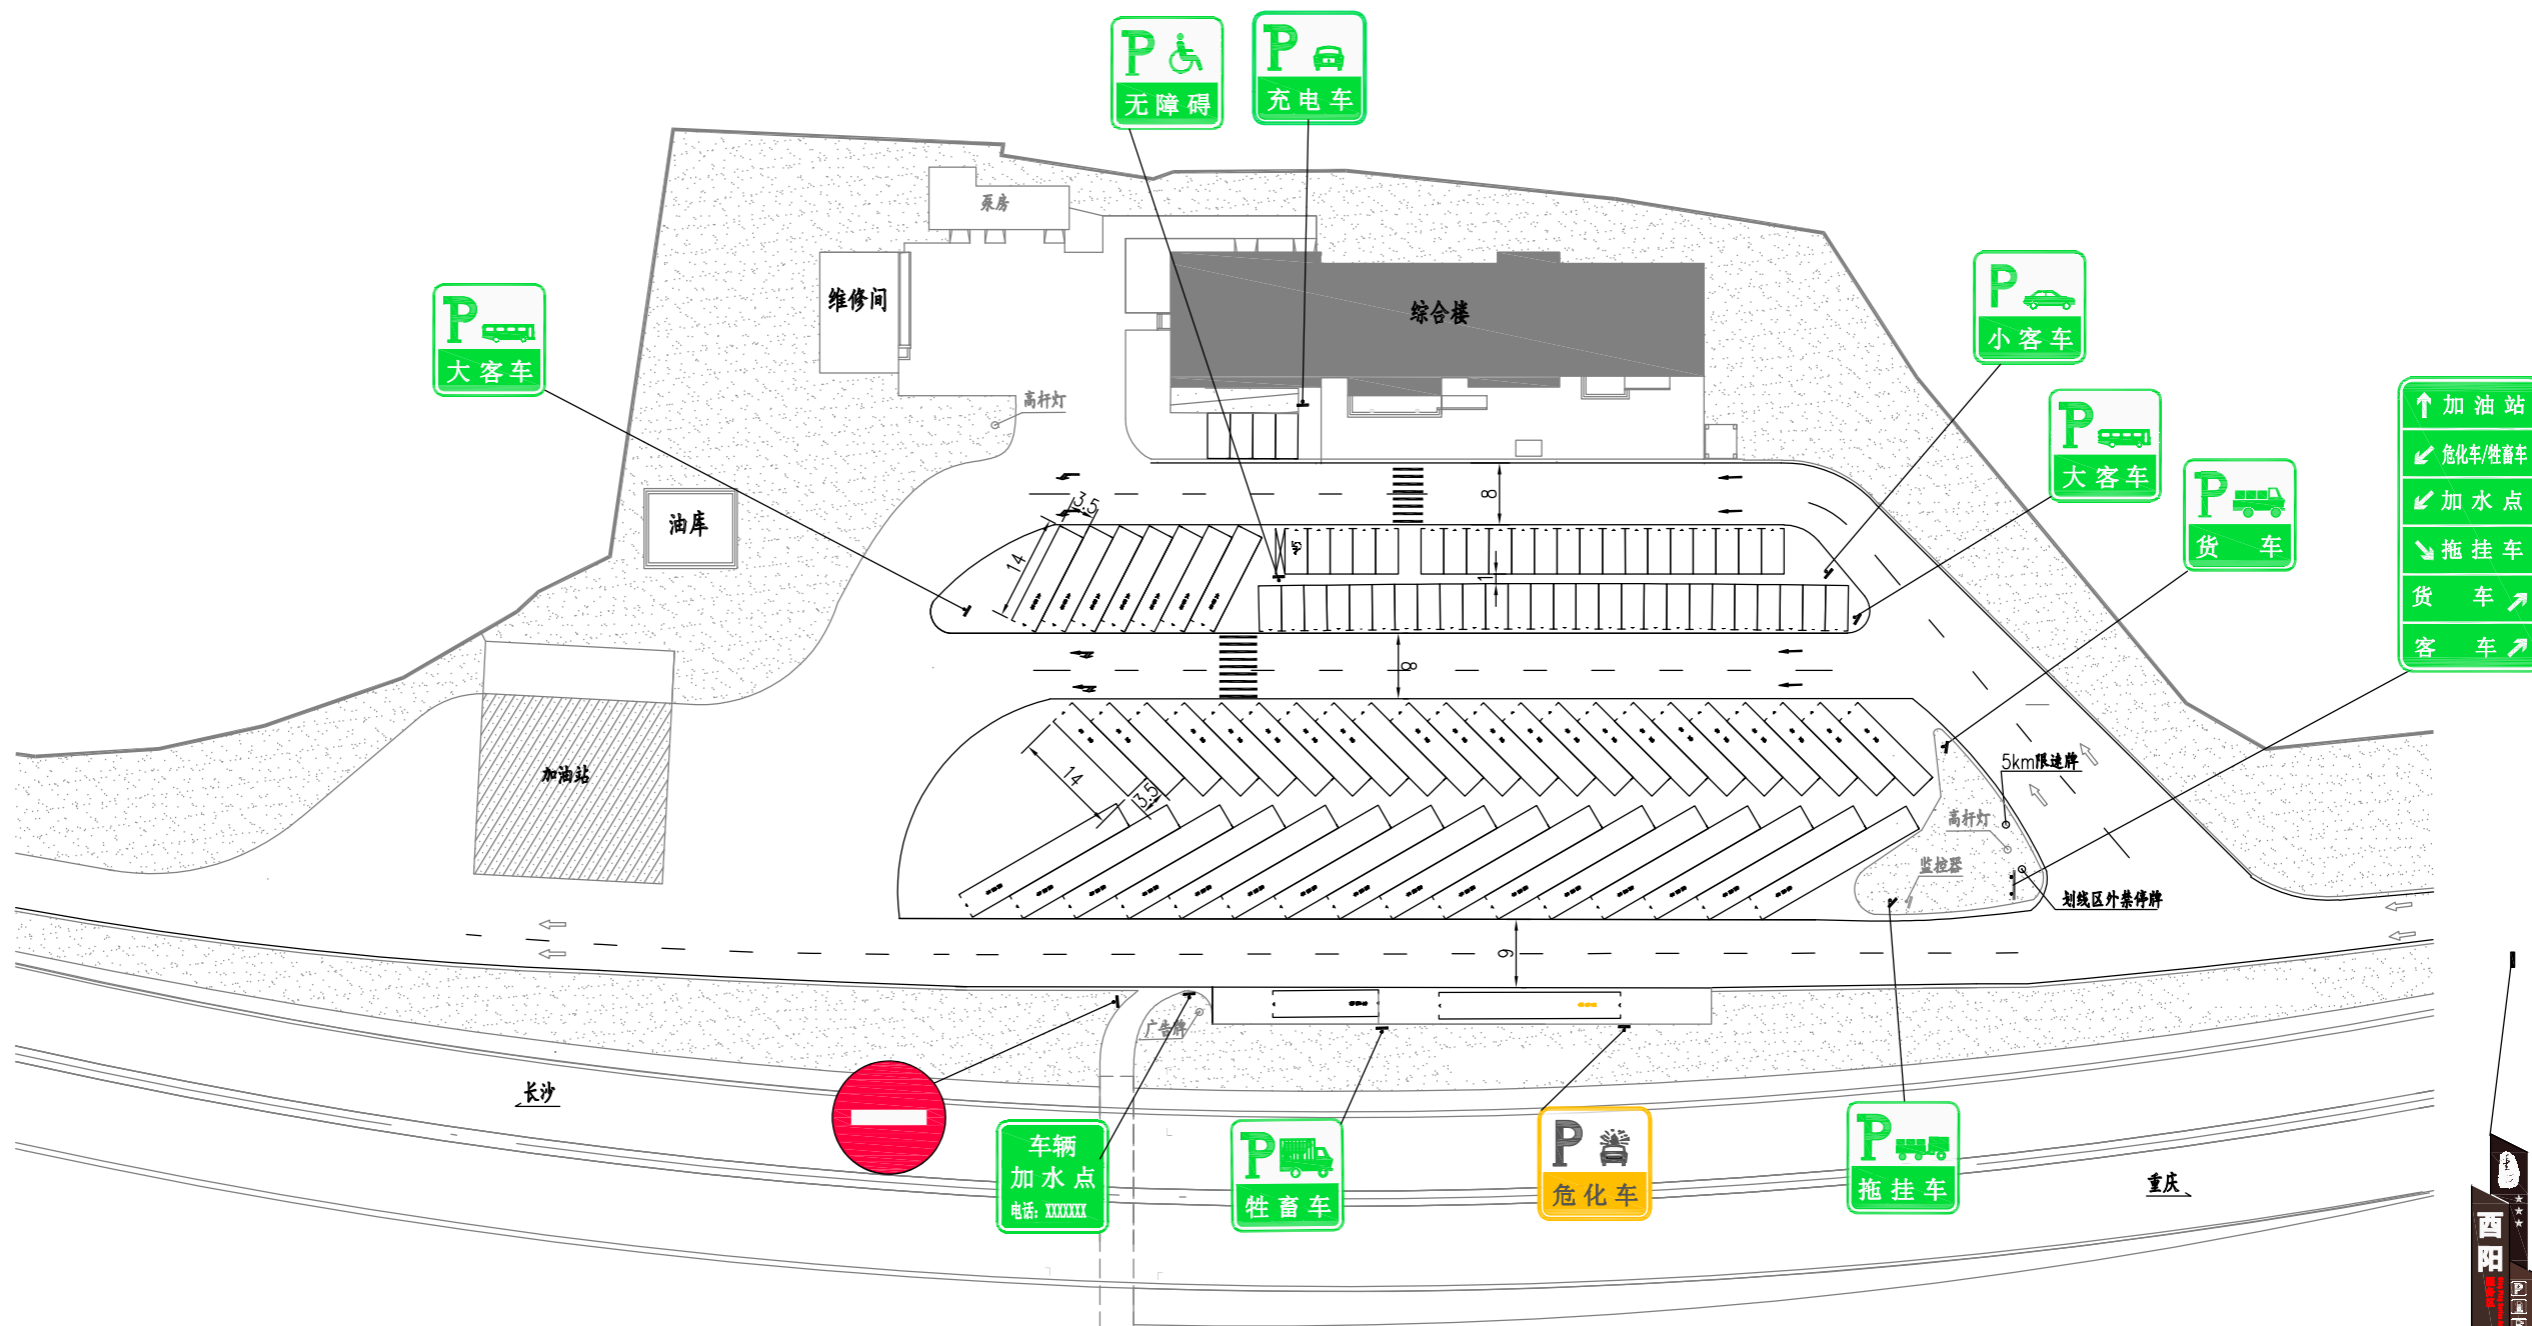 无障碍
充电车
泵房
维修间
综合楼
大客车
小客车
高杆灯
大客车
加油站
危化车/牲畜车
加水点
拖挂车
货 车
客 车
货 车
油库
3.5
8
14
1
8
加油站
14
3.5
5km限速牌
高杆灯
监控器
划线区外禁停牌
9
广告牌
长沙
车辆
加水点
电话: XXXXXXX
牲畜车
危化车
拖挂车
重庆
酉阳